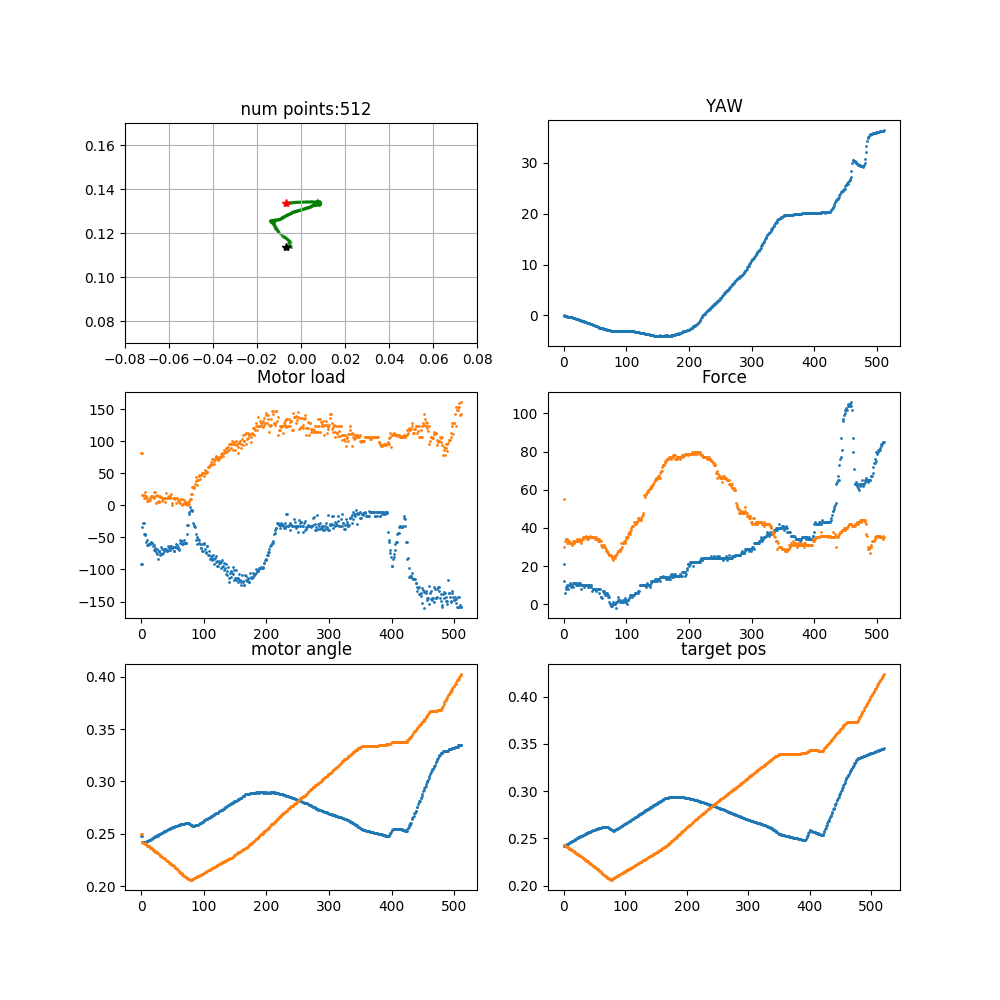 num points:512
YAW
0.16
0.14
0.12
0.10
0.08
−0.08 −0.06 −0.04 −0.02 0.00 0.02 0.04 0.06 0.08
30
20
10
0
0 100 200 300 400 500
Motor load
Force
150
100
50
0
−50
−100
−150
0 100 200 300 400 500
100
80
60
40
20
0
0 100 200 300 400 500
motor angle
target pos
0.40
0.35
0.30
0.25
0.20
0 100 200 300 400 500
0.40
0.35
0.30
0.25
0.20
0 100 200 300 400 500